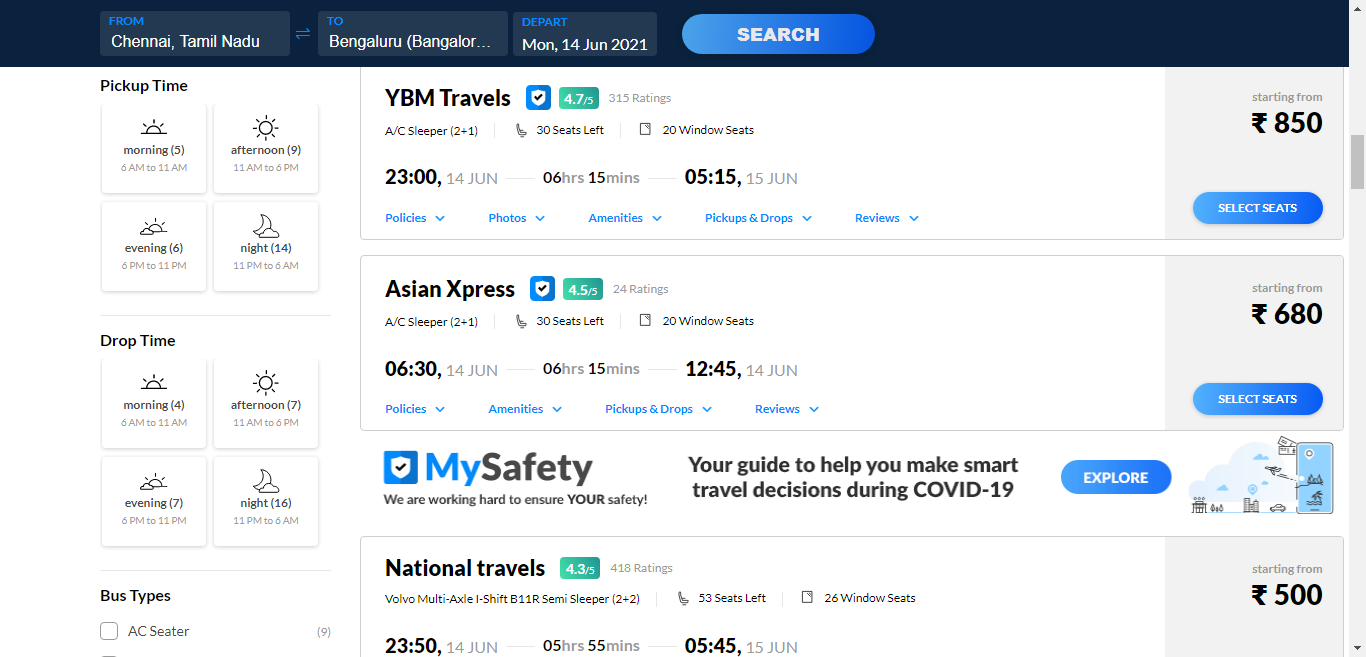 FROM
Chennai, Tamil Nadu
TO
Bengaluru (Bangalor...
DEPART
Mon, 14 Jun 2021
SEARCH
Pickup Time
morning (5)
6 AM to 11 AM
afternoon (9)
11 AM to 6 PM
evening (6)
6 PM to 11 PM
night (14)
11 PM to 6 AM
Drop Time
morning (4)
6 AM to 11 AM
afternoon (7)
11 AM to 6 PM
evening (7)
6 PM to 11 PM
night (16)
11 PM to 6 AM
Bus Types
AC Seater (9)
YBM Travels 4.7/5 315 Ratings
A/C Sleeper (2+1) 30 Seats Left 20 Window Seats
23:00, 14 JUN 06hrs 15mins 05:15, 15 JUN
Policies Photos Amenities Pickups & Drops Reviews
starting from
₹ 850
SELECT SEATS
Asian Xpress 4.5/5 24 Ratings
A/C Sleeper (2+1) 30 Seats Left 20 Window Seats
06:30, 14 JUN 06hrs 15mins 12:45, 14 JUN
Policies Amenities Pickups & Drops Reviews
starting from
₹ 680
SELECT SEATS
MySafety
We are working hard to ensure YOUR safety!
Your guide to help you make smart
travel decisions during COVID-19
EXPLORE
National travels 4.3/5 418 Ratings
Volvo Multi-Axle I-Shift B11R Semi Sleeper (2+2) 53 Seats Left 26 Window Seats
23:50, 14 JUN 05hrs 55mins 05:45, 15 JUN
starting from
₹ 500